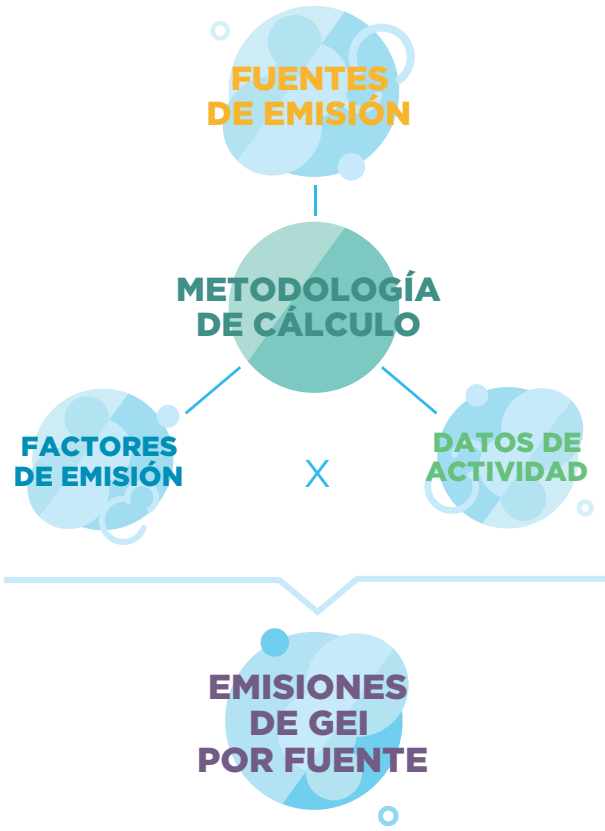 FUENTES
DE EMISIÓN
METODOLOGÍA
DE CÁLCULO
FACTORES
DE EMISIÓN
X
DATOS DE
ACTIVIDAD
EMISIONES
DE GEI
POR FUENTE